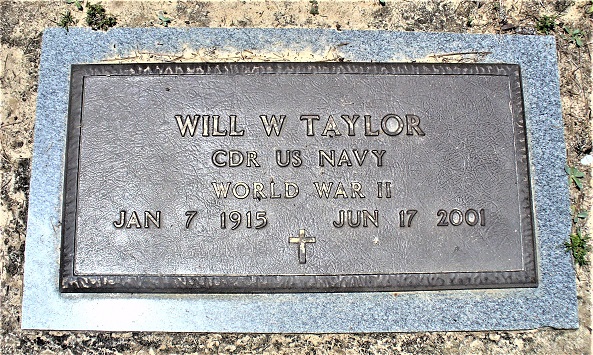 WILL W TAYLOR
CDR US NAVY
WORLD WAR II
JAN 7 1915 JUN 17 2001